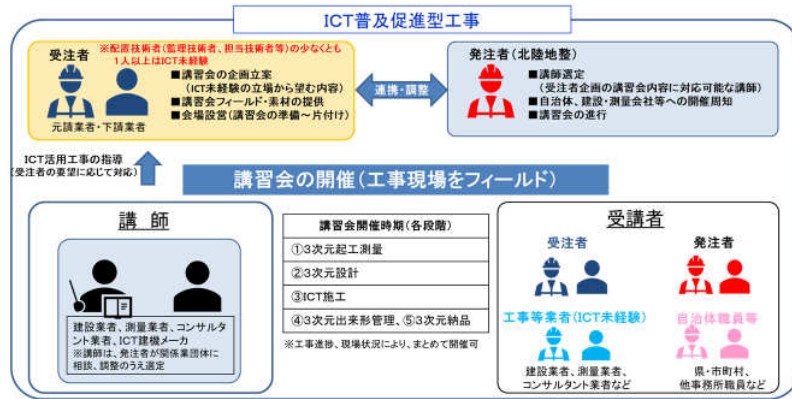 ICT普及促進型工事
受注者
※配置技術者(監理技術者、担当技術者等)の少なくとも
1人以上はICT未経験
■講習会の企画立案
(ICT未経験の立場から望む内容)
■講習会フィールド・素材の提供
■会場設営(講習会の準備～片付け)
元請業者・下請業者
連携・調整
発注者(北陸地整)
■講師選定
(受注者企画の講習会内容に対応可能な講師)
■自治体、建設・測量会社等への開催周知
■講習会の進行
ICT活用工事の指導
(受注者の要望に応じて対応)
講習会の開催(工事現場をフィールド)
講 師
建設業者、測量業者、コンサルタ
ント業者、ICT建機メーカ
※講師は、発注者が関係業団体に
相談、調整のうえ選定
講習会開催時期(各段階)
①3次元起工測量
②3次元設計
③ICT施工
④3次元出来形管理、⑤3次元納品
※工事進捗、現場状況により、まとめて開催可
受講者
受注者
発注者
工事等業者(ICT未経験)
自治体職員等
建設業者、測量業者、
コンサルタント業者など
県・市町村、
他事務所職員など